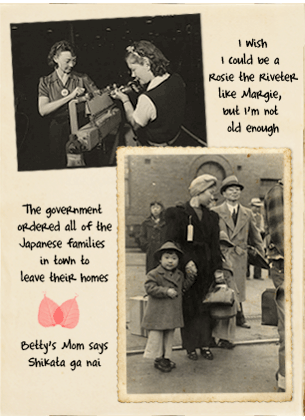 I wish
I could be a
Rosie the Riveter
like Margie,
but I'm not
old enough
The government
ordered all of the
Japanese families
in town to
leave their homes
Betty's Mom says
Shikata ga nai